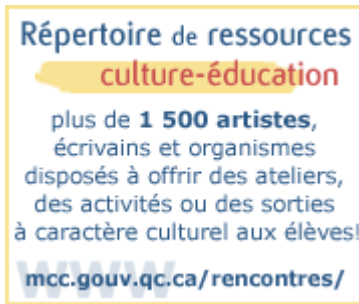 Répertoire de ressources
culture-éducation
plus de 1 500 artistes,
écrivains et organismes
disposés à offrir des ateliers,
des activités ou des sorties
à caractère culturel aux élèves!
www
mcc.gouv.qc.ca/rencontres/